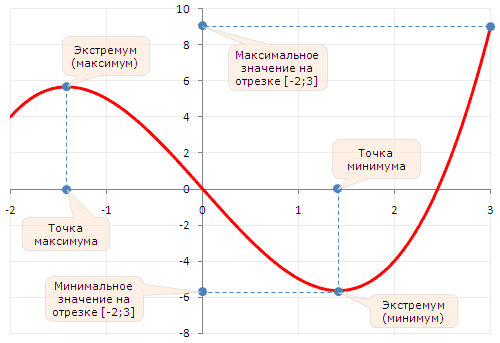 10
Экстремум
(максимум)
8
Максимальное
значение на
отрезке [-2;3]
6
4
2
Точка
минимума
0
-2
-1
0
1
2
3
Точка
максимума
-2
-4
Минимальное
значение на
отрезке [-2;3]
-6
Экстремум
(минимум)
-8